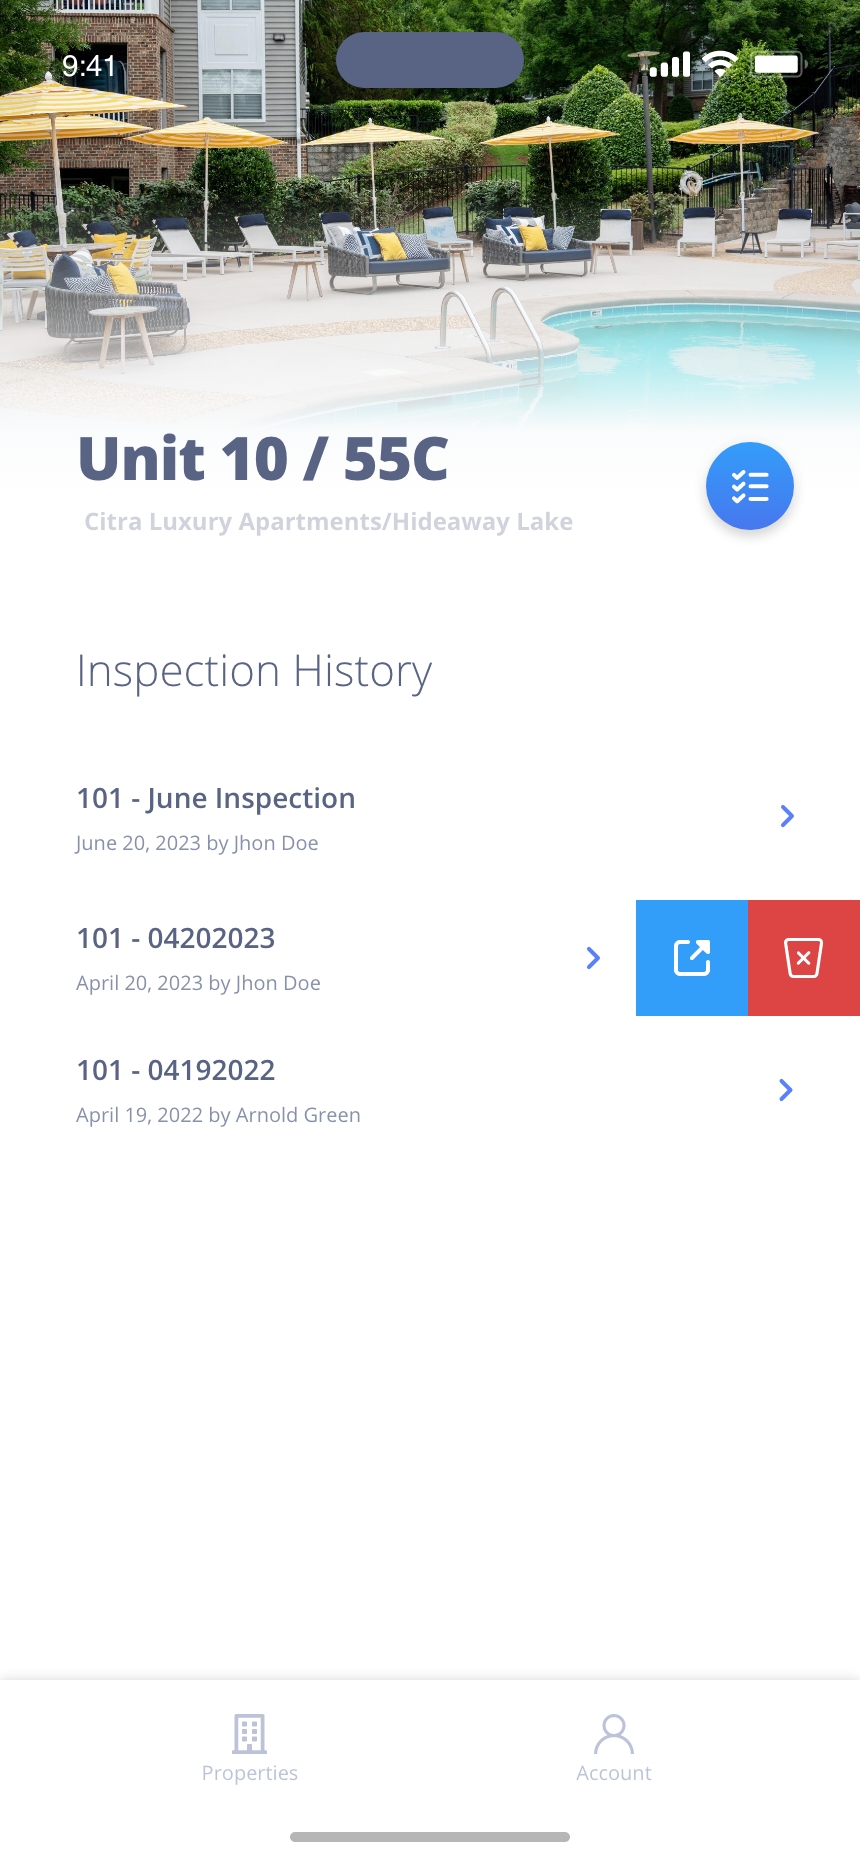 9:41
Unit 10 / 55C
Citra Luxury Apartments/Hideaway Lake
Inspection History
101 - June Inspection
June 20, 2023 by Jhon Doe
101 - 04202023
April 20, 2023 by Jhon Doe
101 - 04192022
April 19, 2022 by Arnold Green
Properties
Account